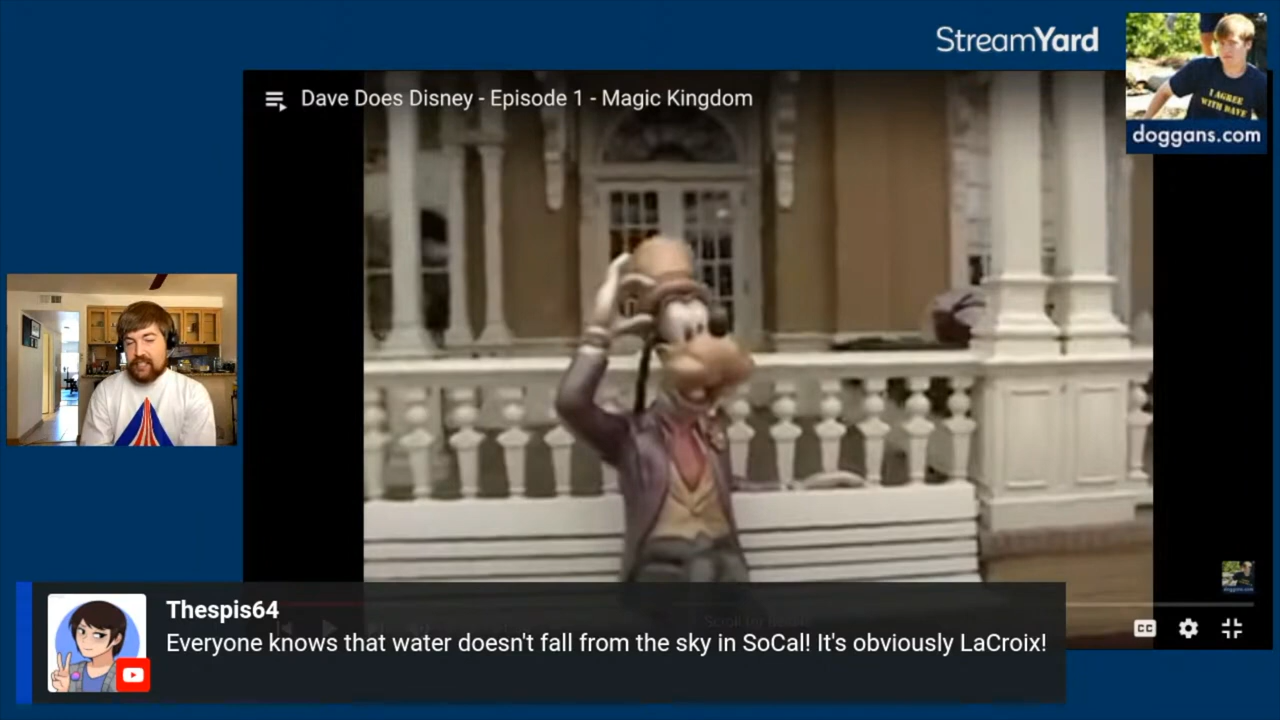 StreamYard
Dave Does Disney - Episode 1 - Magic Kingdom
I AGREE
WITH DAVE
doggans.com
CC
Thespis64
Everyone knows that water doesn't fall from the sky in SoCal! It's obviously LaCroix!